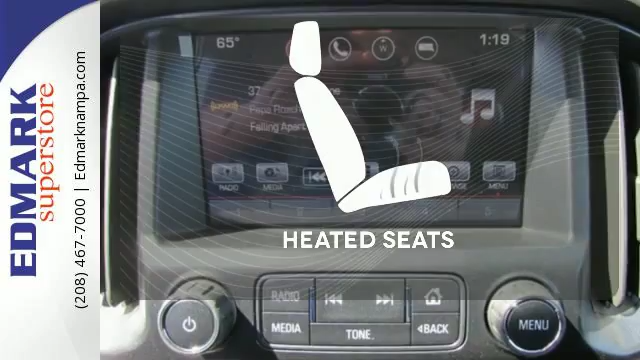 EDMARK
superstore
(208) 467-7000 | Edmarknampa.com
65°
W
1:19
37
Falling Apart
RADIO
MEDIA
MENU
HEATED SEATS
RADIO
MEDIA
TONE
BACK
MENU